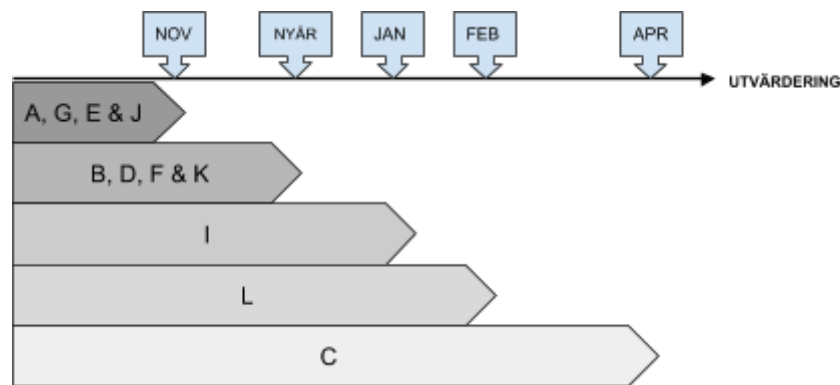 NOV
NYÅR
JAN
FEB
APR
UTVÄRDERING
A, G, E & J
B, D, F & K
I
L
C